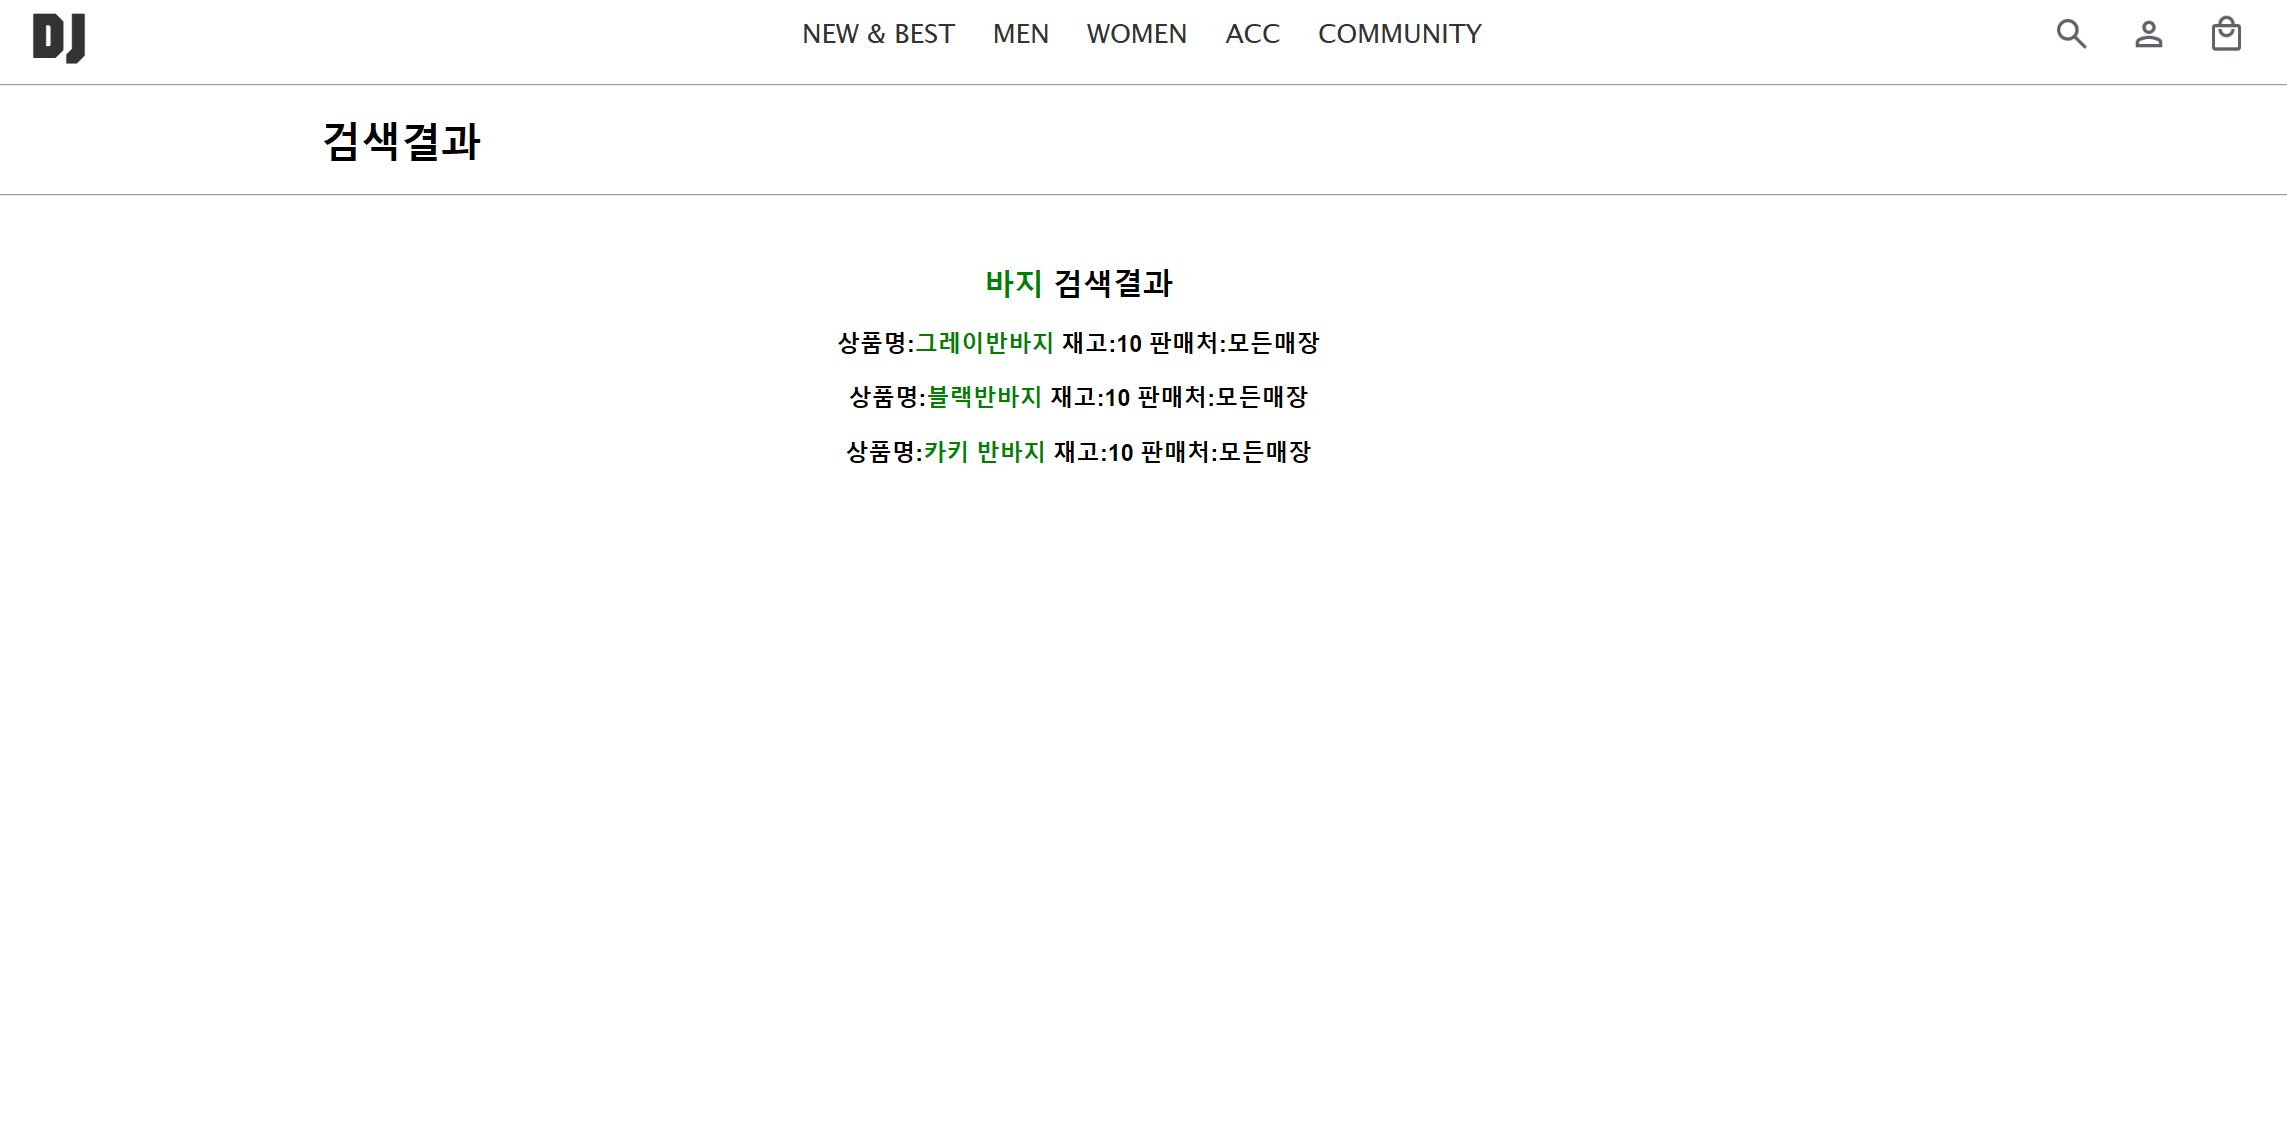 DJ
NEW & BEST MEN WOMEN ACC COMMUNITY
검색결과
바지 검색결과
상품명:그레이반바지 재고:10 판매처:모든매장
상품명:블랙반바지 재고:10 판매처:모든매장
상품명:카키 반바지 재고:10 판매처:모든매장